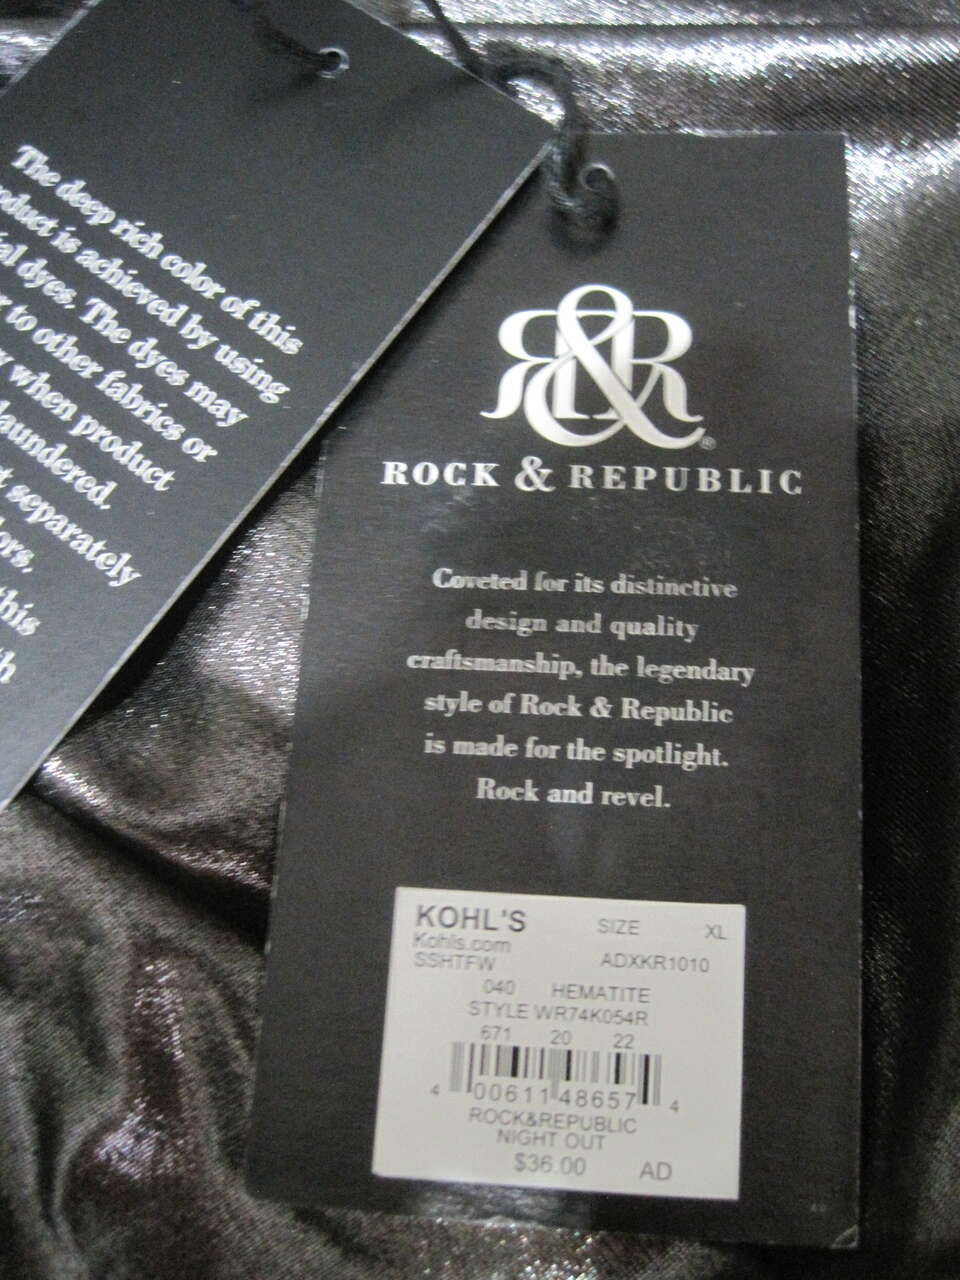 The deep rich color of this
is achieved by using
dyes. The dyes may
to other fabrics or
when product
laundered.
separately
this
R&R®
ROCK & REPUBLIC
Coveted for its distinctive
design and quality
craftsmanship, the legendary
style of Rock & Republic
is made for the spotlight.
Rock and revel.
KOHL'S SIZE XL
Kohls.com
SSHTFW ADXKR1010
040 HEMATITE
STYLE WR74K054R
671 20 22
4 00611 48657 4
ROCK&REPUBLIC
NIGHT OUT
$36.00 AD